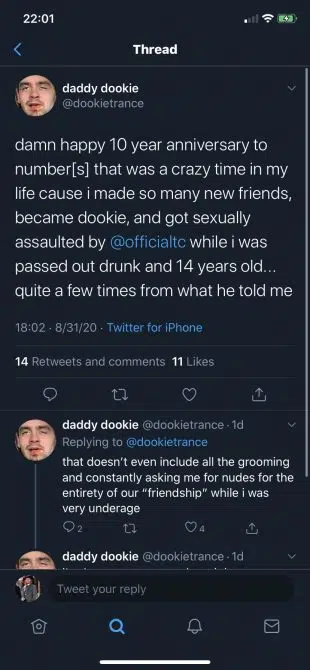 22:01
Thread
daddy dookie
@dookietrance
damn happy 10 year anniversary to
number[s] that was a crazy time in my
life cause i made so many new friends,
became dookie, and got sexually
assaulted by @officialtc while i was
passed out drunk and 14 years old...
quite a few times from what he told me
18:02 · 8/31/20 · Twitter for iPhone
14 Retweets and comments 11 Likes
daddy dookie @dookietrance · 1d
Replying to @dookietrance
that doesn't even include all the grooming
and constantly asking me for nudes for the
entirety of our “friendship” while i was
very underage
2 4
daddy dookie @dookietrance · 1d
Tweet your reply